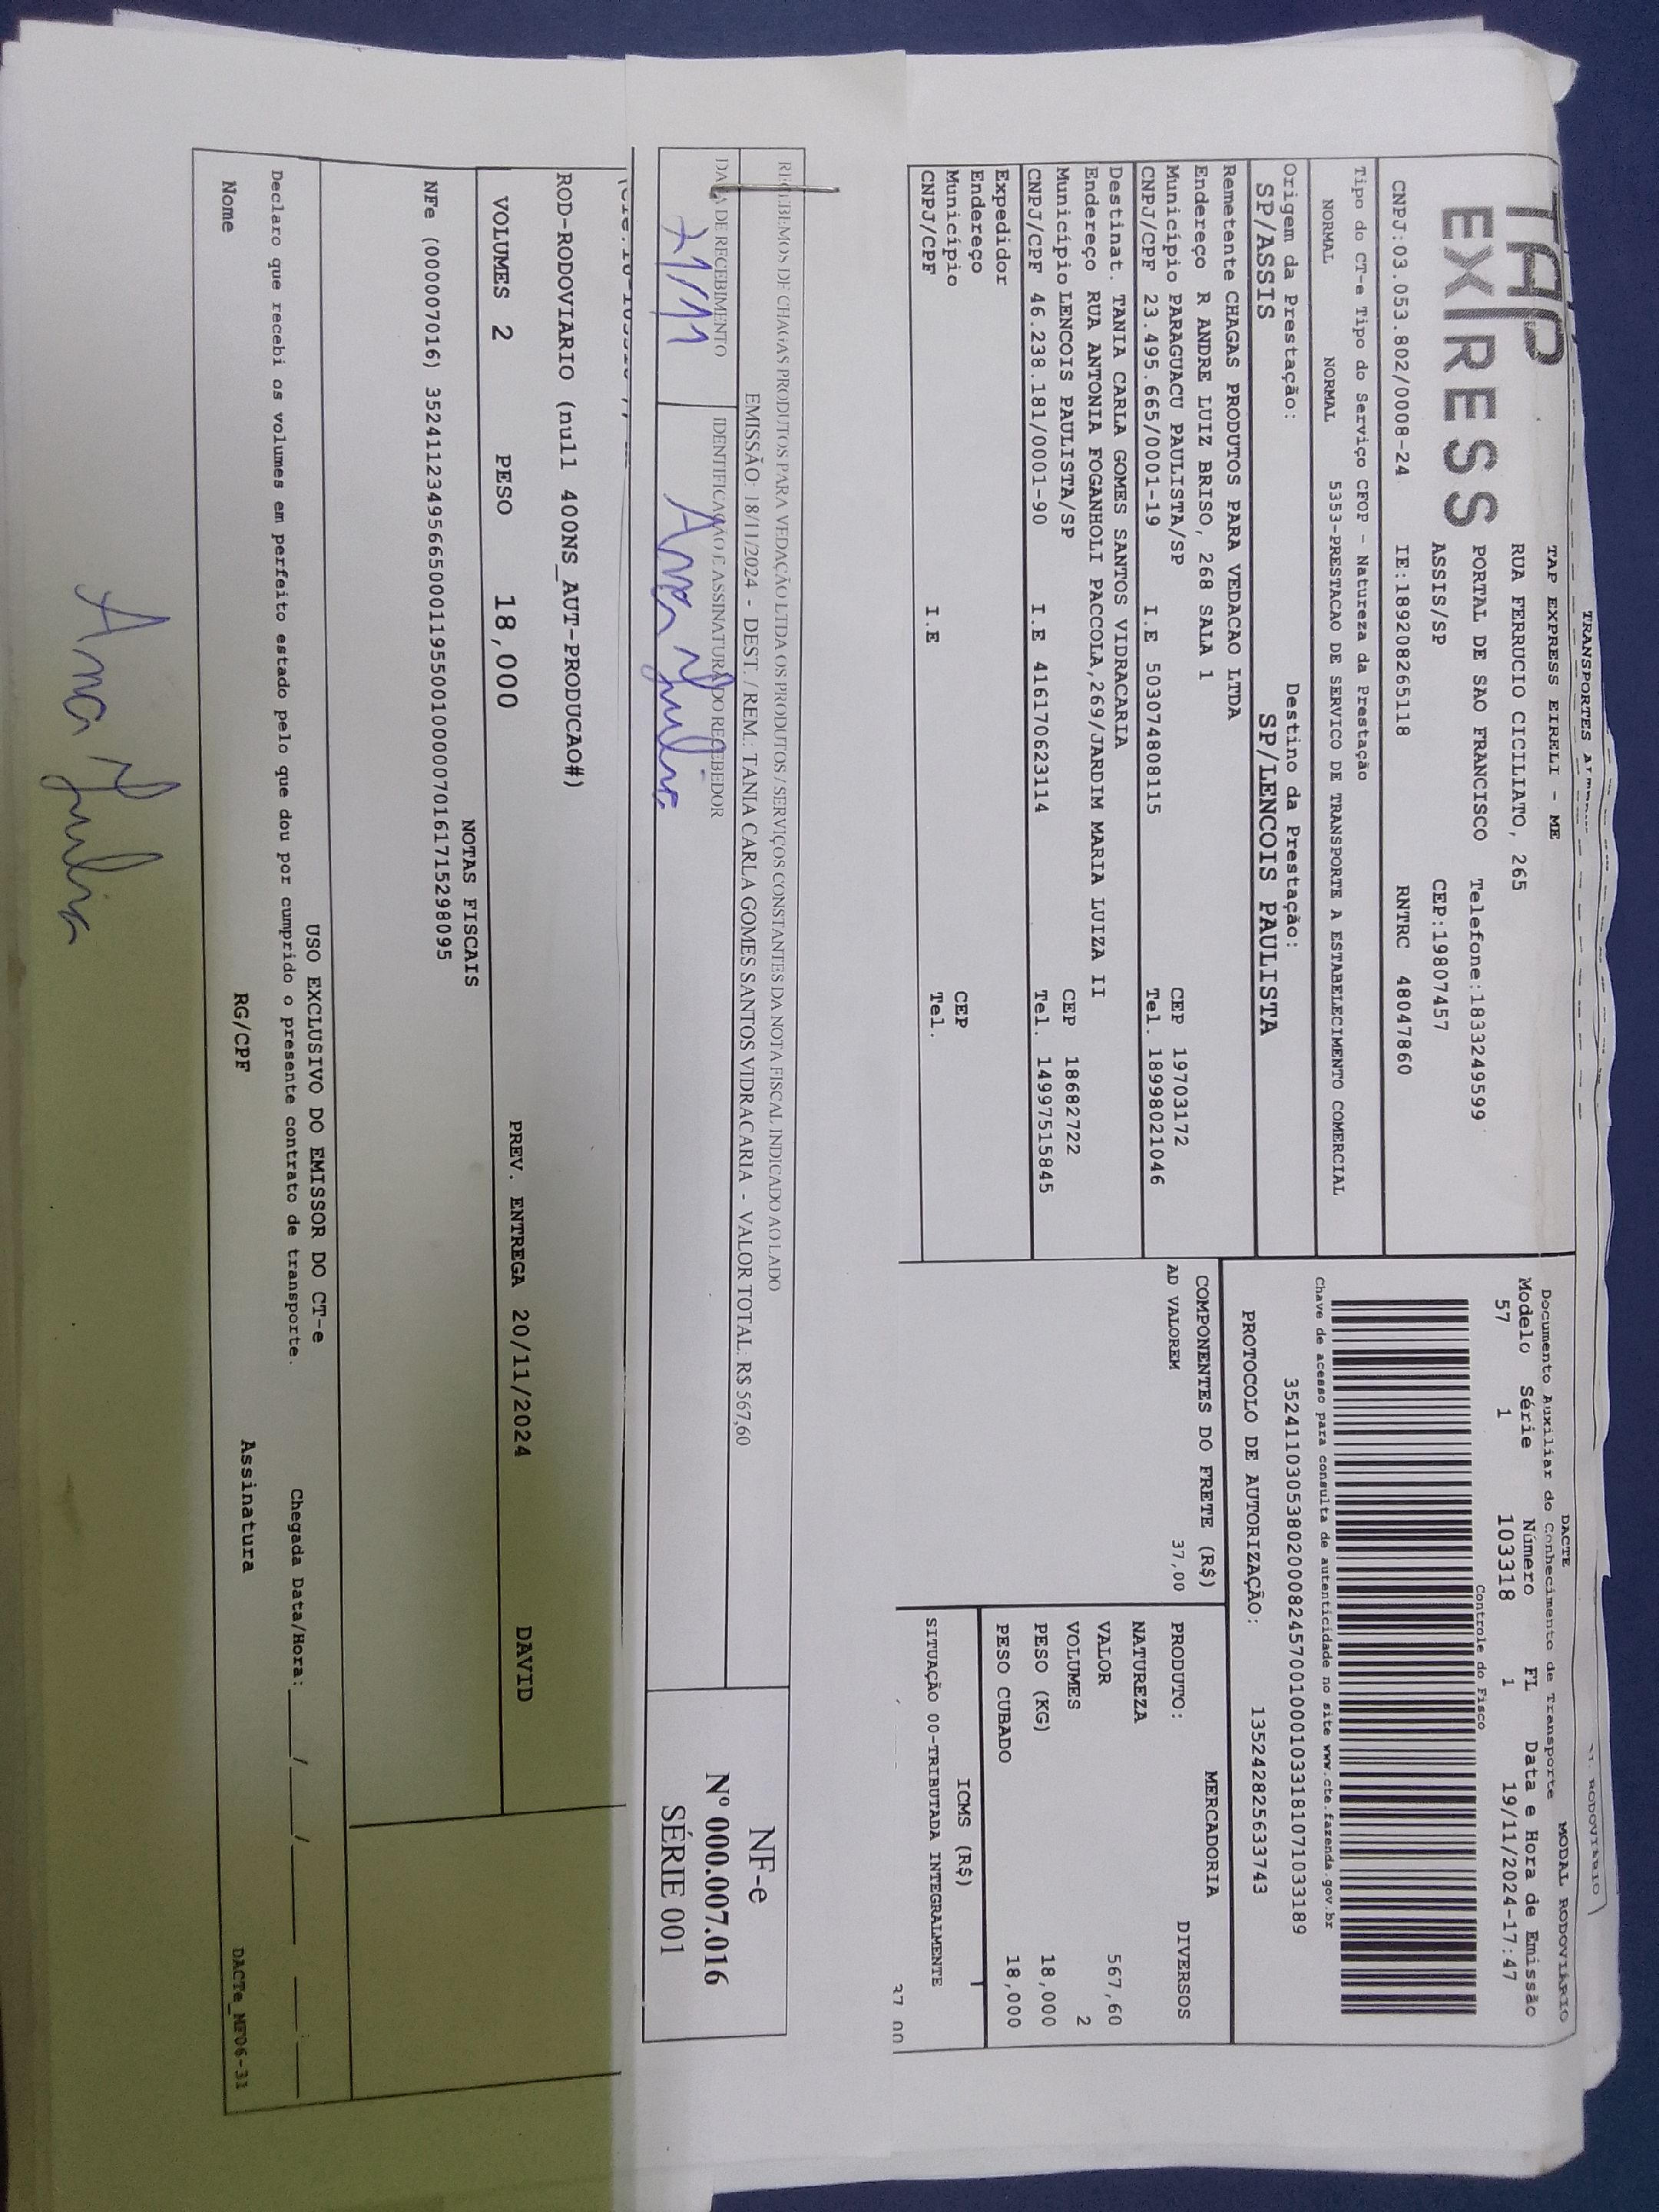 TAP EXPRESS
TAP EXPRESS EIRELI - ME
RUA FERRUCIO CICILIATO, 265
PORTAL DE SAO FRANCISCO Telefone:1833249599
ASSIS/SP CEP:19807457
CNPJ:03.053.802/0008-24 IE:189208265118 RNTRC 48047860
Tipo do CT-e Tipo do Serviço CFOP - Natureza da Prestação
NORMAL NORMAL 5353-PRESTACAO DE SERVICO DE TRANSPORTE A ESTABELECIMENTO COMERCIAL
Origem da Prestação: Destino da Prestação:
SP/ASSIS SP/LENCOIS PAULISTA
DACTE MODAL RODOVIÁRIO
Documento Auxiliar do Conhecimento de Transporte
Modelo Série Número FL Data e Hora de Emissão
57 1 103318 1 19/11/2024-17:47
Controle do Fisco
Chave de acesso para consulta de autenticidade no site www.cte.fazenda.gov.br
35241103053802000824570010001033181071033189
PROTOCOLO DE AUTORIZAÇÃO: 135242825633743
Remetente CHAGAS PRODUTOS PARA VEDACAO LTDA
Endereço R ANDRE LUIZ BRISO, 268 SALA 1
Município PARAGUACU PAULISTA/SP CEP 19703172
CNPJ/CPF 23.495.665/0001-19 I.E 503074808115 Tel. 18998021046
Destinat. TANIA CARLA GOMES SANTOS VIDRACARIA
Endereço RUA ANTONIA FOGANHOLI PACCOLA,269/JARDIM MARIA LUIZA II
Município LENCOIS PAULISTA/SP CEP 18682722
CNPJ/CPF 46.238.181/0001-90 I.E 416170623114 Tel. 14997515845
Expedidor
Endereço
Município CEP
CNPJ/CPF I.E Tel.
COMPONENTES DO FRETE (R$)
AD VALOREM 37,00
MERCADORIA
PRODUTO: DIVERSOS
NATUREZA
VALOR 567,60
VOLUMES 2
PESO (KG) 18,000
PESO CUBADO 18,000
ICMS (R$)
SITUAÇÃO 00-TRIBUTADA INTEGRALMENTE
RECEBEMOS DE CHAGAS PRODUTOS PARA VEDAÇÃO LTDA OS PRODUTOS / SERVIÇOS CONSTANTES DA NOTA FISCAL INDICADO AO LADO
EMISSÃO: 18/11/2024 - DEST. / REM.: TANIA CARLA GOMES SANTOS VIDRACARIA - VALOR TOTAL: R$ 567,60
DATA DE RECEBIMENTO IDENTIFICAÇÃO E ASSINATURA DO RECEBEDOR
21/11 Ana Julia
NF-e
Nº 000.007.016
SÉRIE 001
ROD-RODOVIARIO (null 400NS_AUT-PRODUCAO#)
VOLUMES 2 PESO 18,000 PREV. ENTREGA 20/11/2024 DAVID
NOTAS FISCAIS
NFe (000007016) 35241123495665000119550010000070161715298095
USO EXCLUSIVO DO EMISSOR DO CT-e
Declaro que recebi os volumes em perfeito estado pelo que dou por cumprido o presente contrato de transporte. Chegada Data/Hora:___/___/_____ ___:___
Nome RG/CPF Assinatura DACTe_MF06-31
Ana Julia